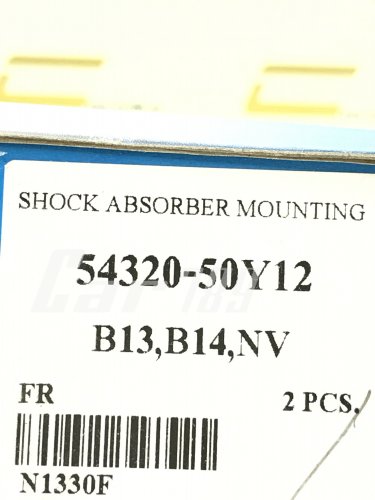 SHOCK ABSORBER MOUNTING
54320-50Y12
B13,B14,NV
FR 2 PCS.
N1330F